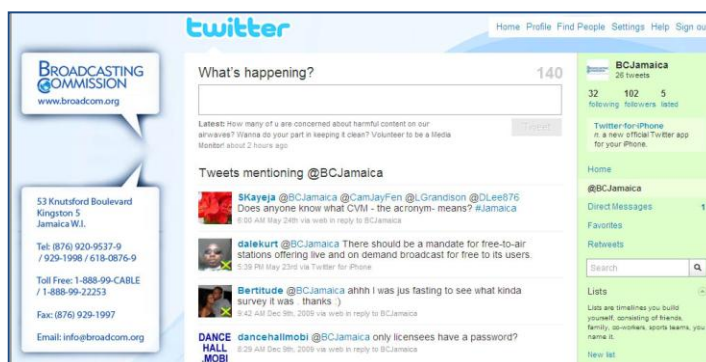 twitter
Home Profile Find People Settings Help Sign ou
BROADCASTING
COMMISSION
www.broadcom.org
53 Knutsford Boulevard
Kingston 5
Jamaica W.I.
Tel: (876) 920-9537-9
/ 929-1998 / 618-0876-9
Toll Free: 1-888-99-CABLE
/ 1-888-99-22253
Fax: (876) 929-1997
Email: info@broadcom.org
What's happening?
140
Latest: How many of u are concerned about harmful content on our
airwaves? Wanna do your part in keeping it clean? Volunteer to be a Media
Monitor! about 2 hours ago
Tweet
Tweets mentioning @BCJamaica
SKayeja @BCJamaica @CamJayFen @LGrandison @DLee876
Does anyone know what CVM - the acronym- means? #Jamaica
6:00 AM May 24th via web in reply to BCJamaica
dalekurt @BCJamaica There should be a mandate for free-to-air
stations offering live and on demand broadcast for free to its users.
5:39 PM May 23rd via Twitter for iPhone
Bertitude @BCJamaica ahhh I was jus fasting to see what kinda
survey it was . thanks :)
9:42 AM Dec 9th, 2009 via web in reply to BCJamaica
DANCE
HALL
.MOBI
dancehallmobi @BCJamaica only licensees have a password?
8:29 AM Dec 9th, 2009 via web in reply to BCJamaica
BCJamaica
26 tweets
32 102 5
following followers listed
Twitter for iPhone
n. a new official Twitter app
for your iPhone.
Home
@BCJamaica
Direct Messages 1
Favorites
Retweets
Search
Lists
Lists are timelines you build
yourself, consisting of friends,
family, co-workers, sports teams, you
name it.
New list